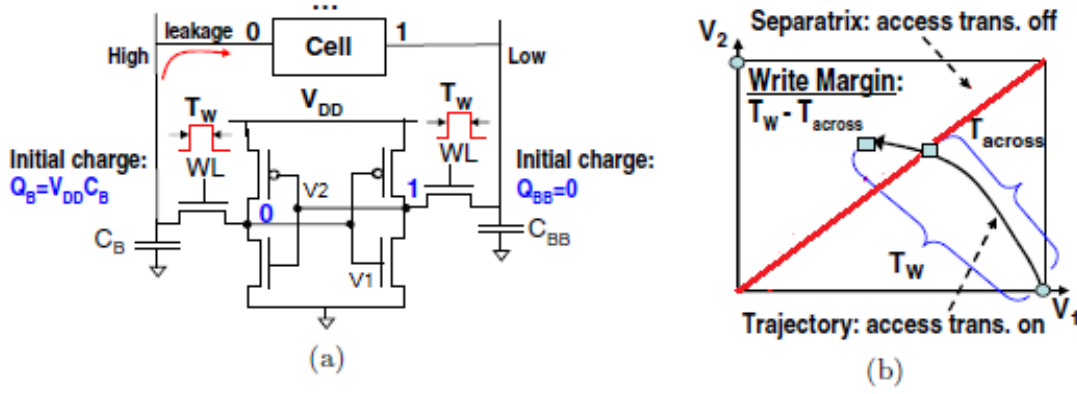 ...
leakage 0 Cell 1
High
Low
T_W
V_DD
T_W
WL
WL
Initial charge:
Q_B=V_DD C_B
Initial charge:
Q_BB=0
V2
1
0
C_B
V1
C_BB
(a)
Separatrix: access trans. off
V_2
Write Margin:
T_W - T_across
T_across
T_W
V_1
Trajectory: access trans. on
(b)